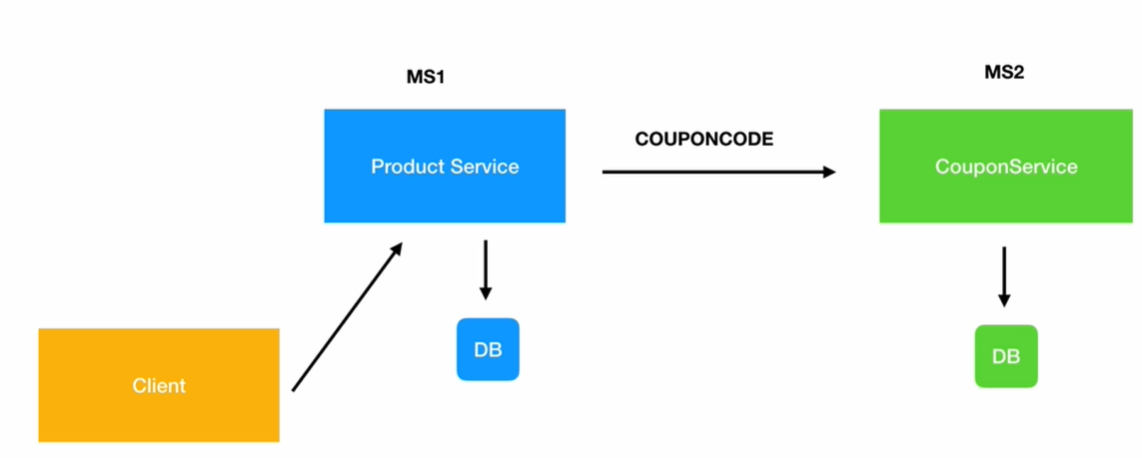 MS1
MS2
Product Service
COUPONCODE
CouponService
DB
DB
Client